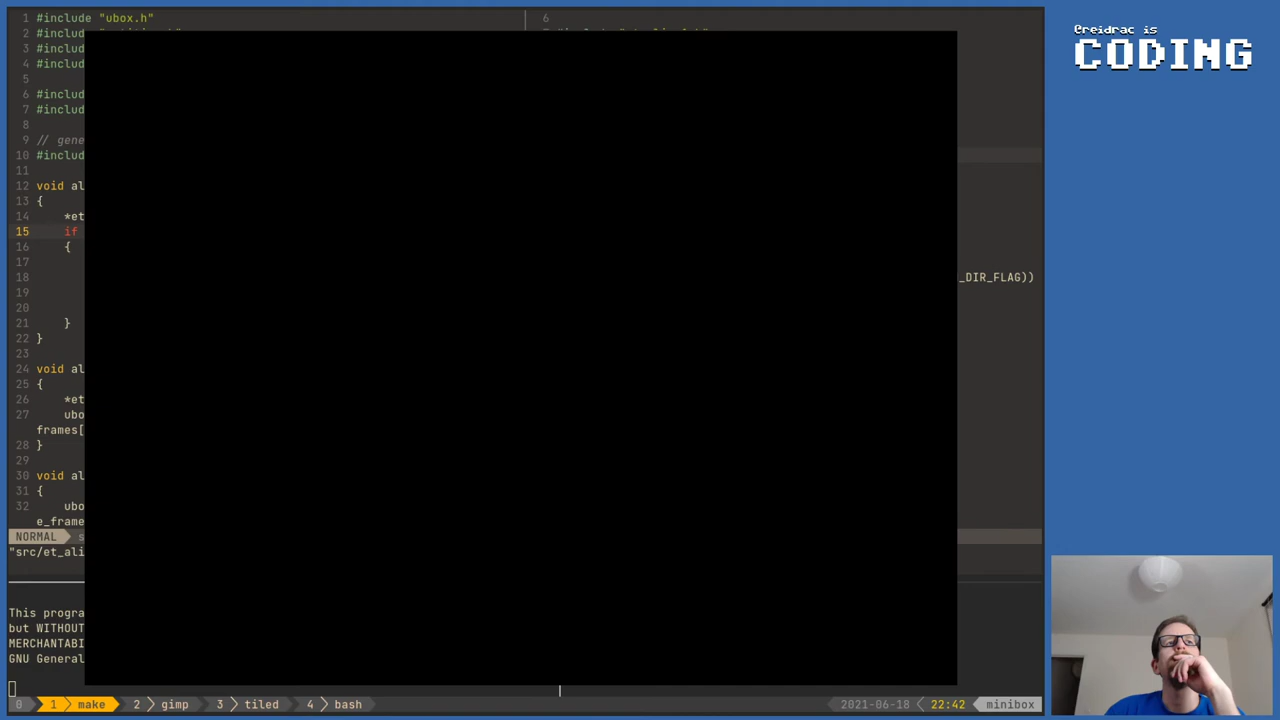 @reidrac is
CODING
1 #include "ubox.h"
2 #includ
3 #includ
4 #includ
5
6 #includ
7 #includ
8
9 // gene
10 #includ
11
12 void al
13 {
14 *et
15 if
16 {
17
18
19
20
21 }
22 }
23
24 void al
25 {
26 *et
27 ubo
frames[
28 }
29
30 void al
31 {
32 ubo
e_frame
6
_DIR_FLAG))
NORMAL s
"src/et_ali
This progra
but WITHOUT
MERCHANTABI
GNU General
0 1 make 2 gimp 3 tiled 4 bash 2021-06-18 22:42 minibox